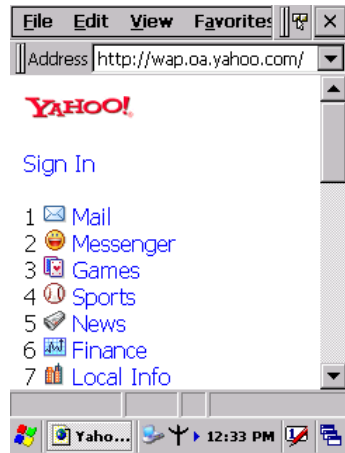 File Edit View Favorites
Address http://wap.oa.yahoo.com/
YAHOO!
Sign In
1 Mail
2 Messenger
3 Games
4 Sports
5 News
6 Finance
7 Local Info
Yaho... 12:33 PM